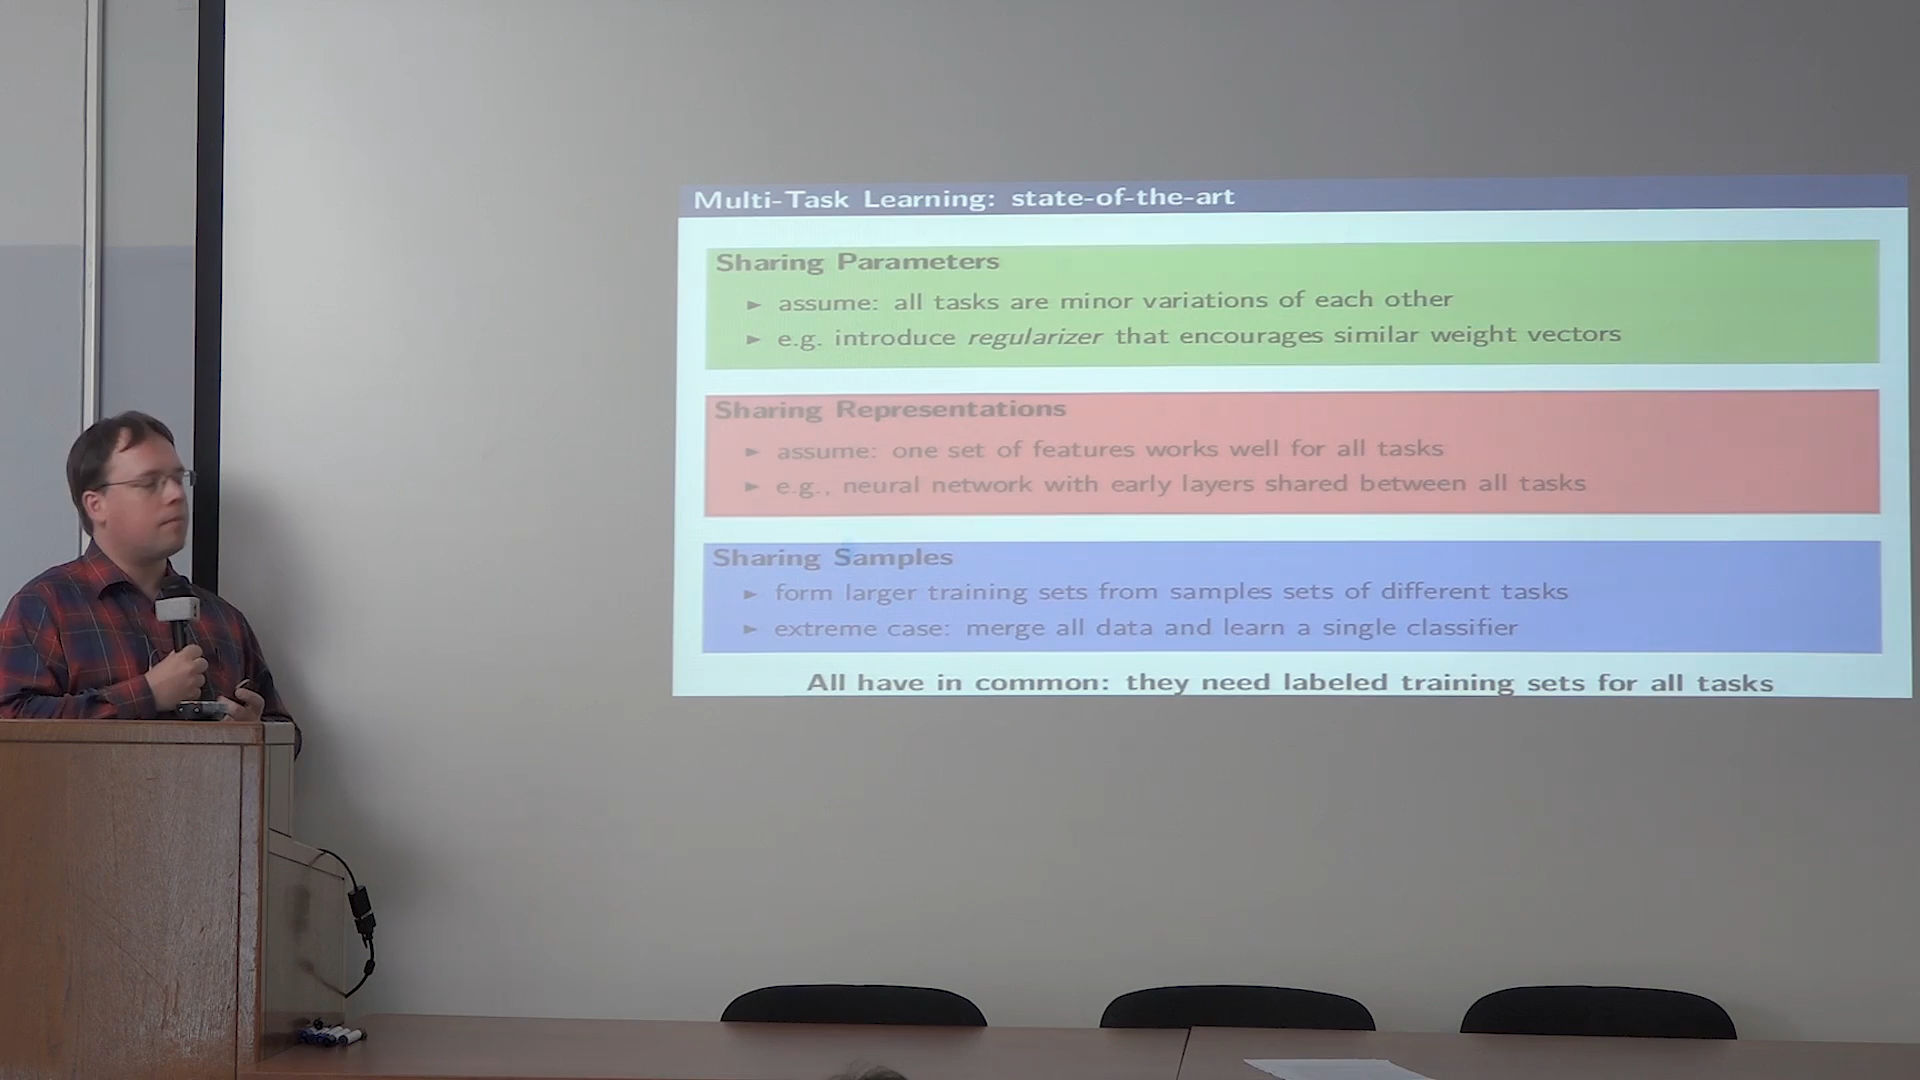 Multi-Task Learning: state-of-the-art
Sharing Parameters
► assume: all tasks are minor variations of each other
► e.g. introduce regularizer that encourages similar weight vectors
Sharing Representations
► assume: one set of features works well for all tasks
► e.g., neural network with early layers shared between all tasks
Sharing Samples
► form larger training sets from samples sets of different tasks
► extreme case: merge all data and learn a single classifier
All have in common: they need labeled training sets for all tasks